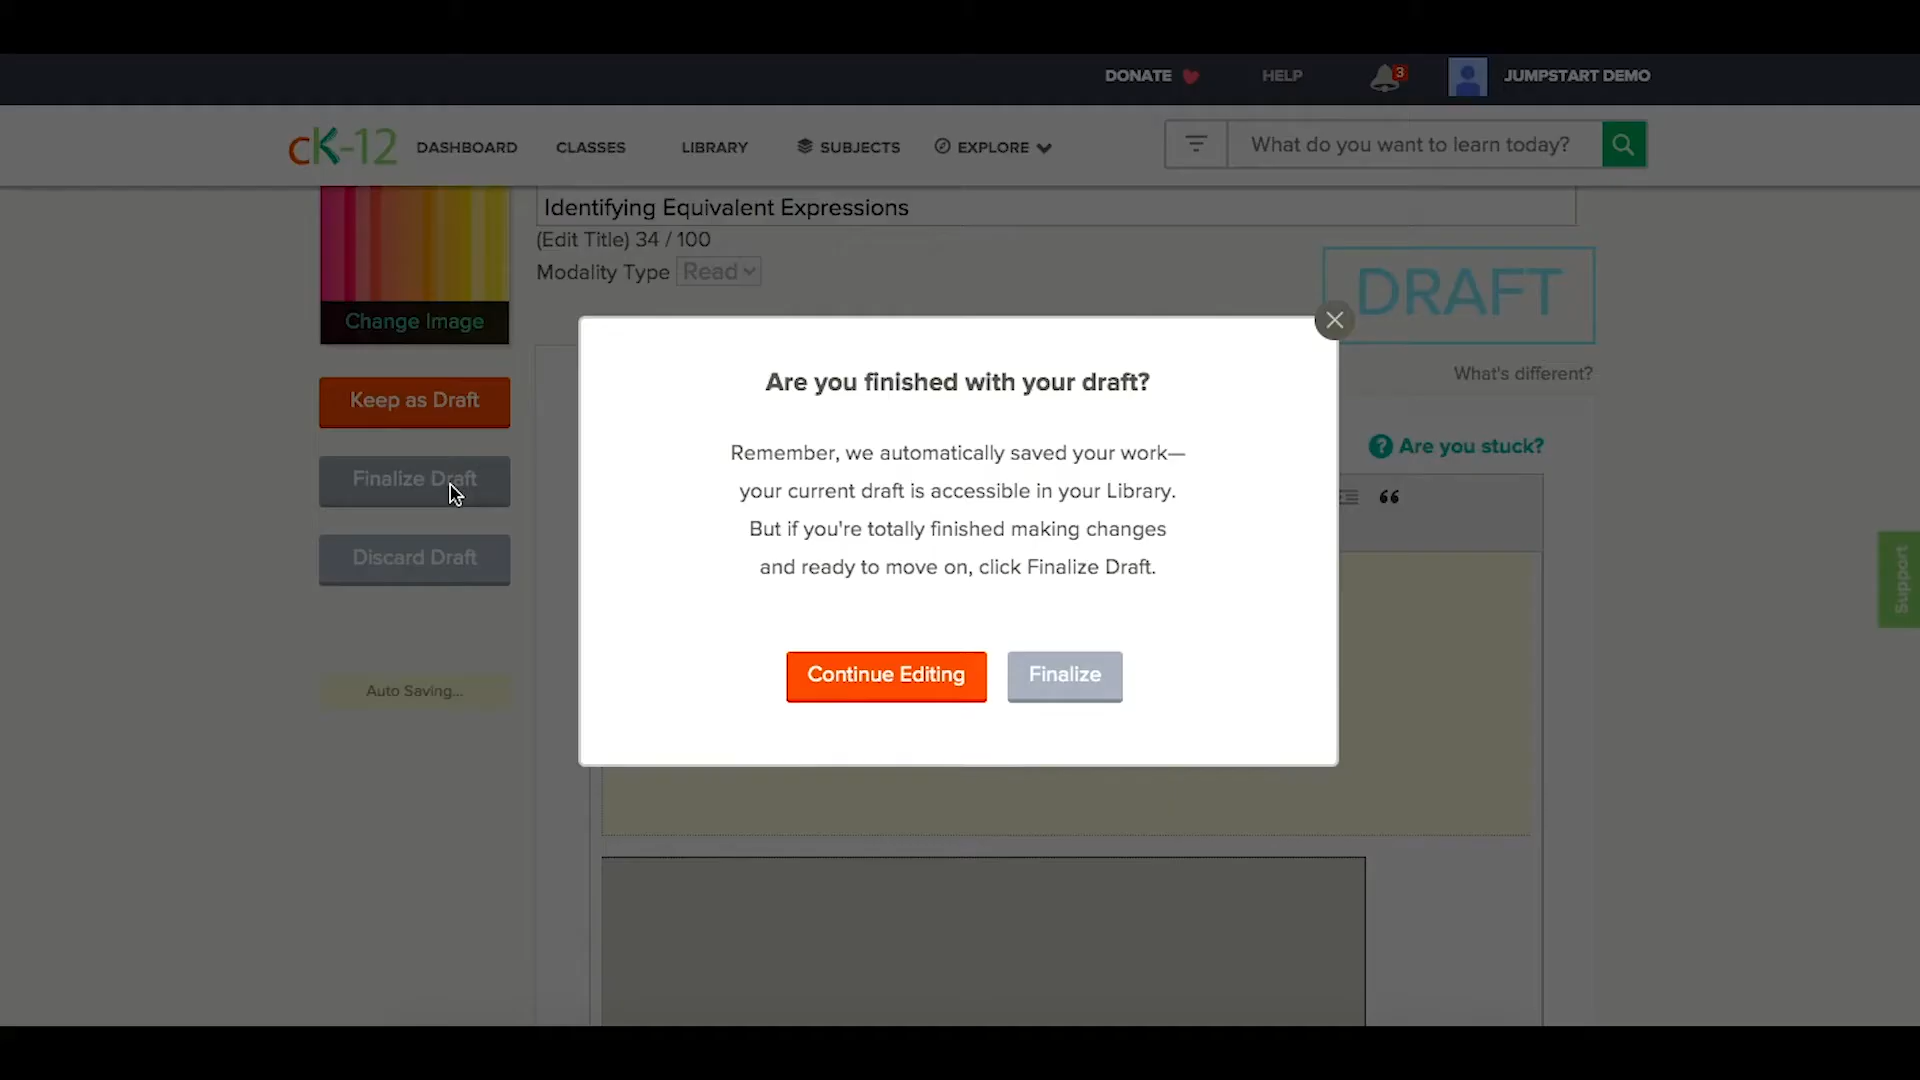 DONATE
HELP
3
JUMPSTART DEMO
cK-12
DASHBOARD
CLASSES
LIBRARY
SUBJECTS
EXPLORE
What do you want to learn today?
Identifying Equivalent Expressions
(Edit Title) 34 / 100
Modality Type Read
DRAFT
Change Image
What's different?
Keep as Draft
Finalize Draft
Discard Draft
Auto Saving...
? Are you stuck?
Are you finished with your draft?
Remember, we automatically saved your work—
your current draft is accessible in your Library.
But if you're totally finished making changes
and ready to move on, click Finalize Draft.
Continue Editing
Finalize
Support